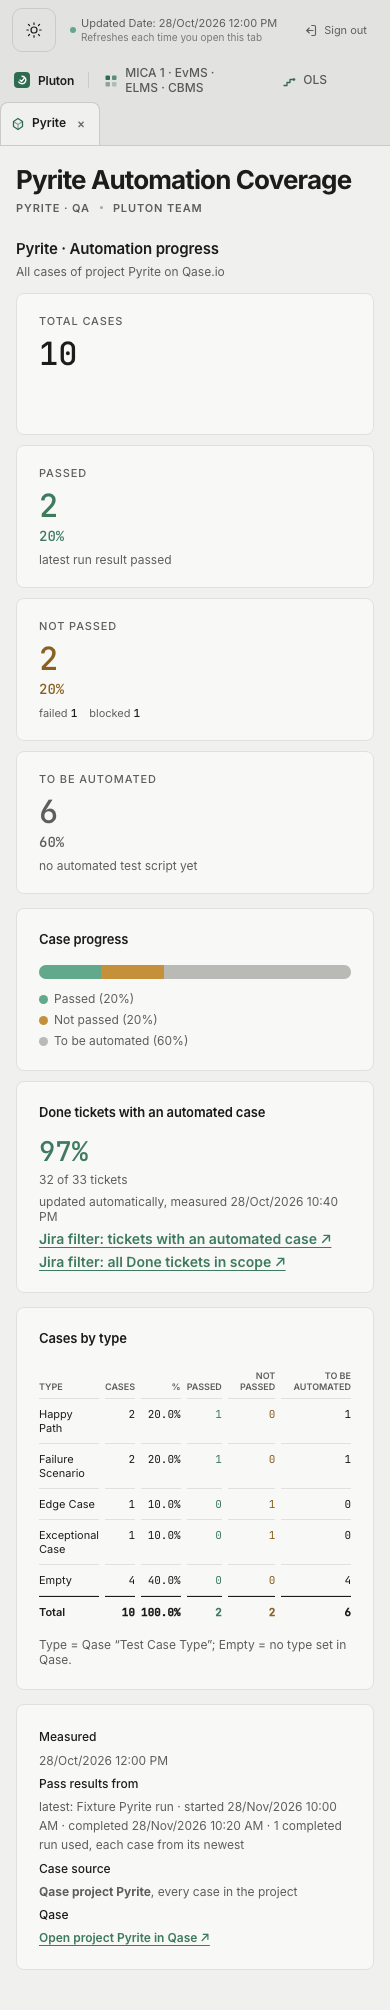 Updated Date: 28/Oct/2026 12:00 PM
Refreshes each time you open this tab
Sign out
Pluton
MICA 1 · EvMS ·
ELMS · CBMS
OLS
Pyrite ×
Pyrite Automation Coverage
PYRITE · QA • PLUTON TEAM
Pyrite · Automation progress
All cases of project Pyrite on Qase.io
TOTAL CASES
10
PASSED
2
20%
latest run result passed
NOT PASSED
2
20%
failed 1 blocked 1
TO BE AUTOMATED
6
60%
no automated test script yet
Case progress
Passed (20%)
Not passed (20%)
To be automated (60%)
Done tickets with an automated case
97%
32 of 33 tickets
updated automatically, measured 28/Oct/2026 10:40
PM
Jira filter: tickets with an automated case ↗
Jira filter: all Done tickets in scope ↗
Cases by type
TYPE CASES % PASSED NOT PASSED TO BE AUTOMATED
Happy Path 2 20.0% 1 0 1
Failure Scenario 2 20.0% 1 0 1
Edge Case 1 10.0% 0 1 0
Exceptional Case 1 10.0% 0 1 0
Empty 4 40.0% 0 0 4
Total 10 100.0% 2 2 6
Type = Qase “Test Case Type”; Empty = no type set in
Qase.
Measured
28/Oct/2026 12:00 PM
Pass results from
latest: Fixture Pyrite run · started 28/Nov/2026 10:00
AM · completed 28/Nov/2026 10:20 AM · 1 completed
run used, each case from its newest
Case source
Qase project Pyrite, every case in the project
Qase
Open project Pyrite in Qase ↗